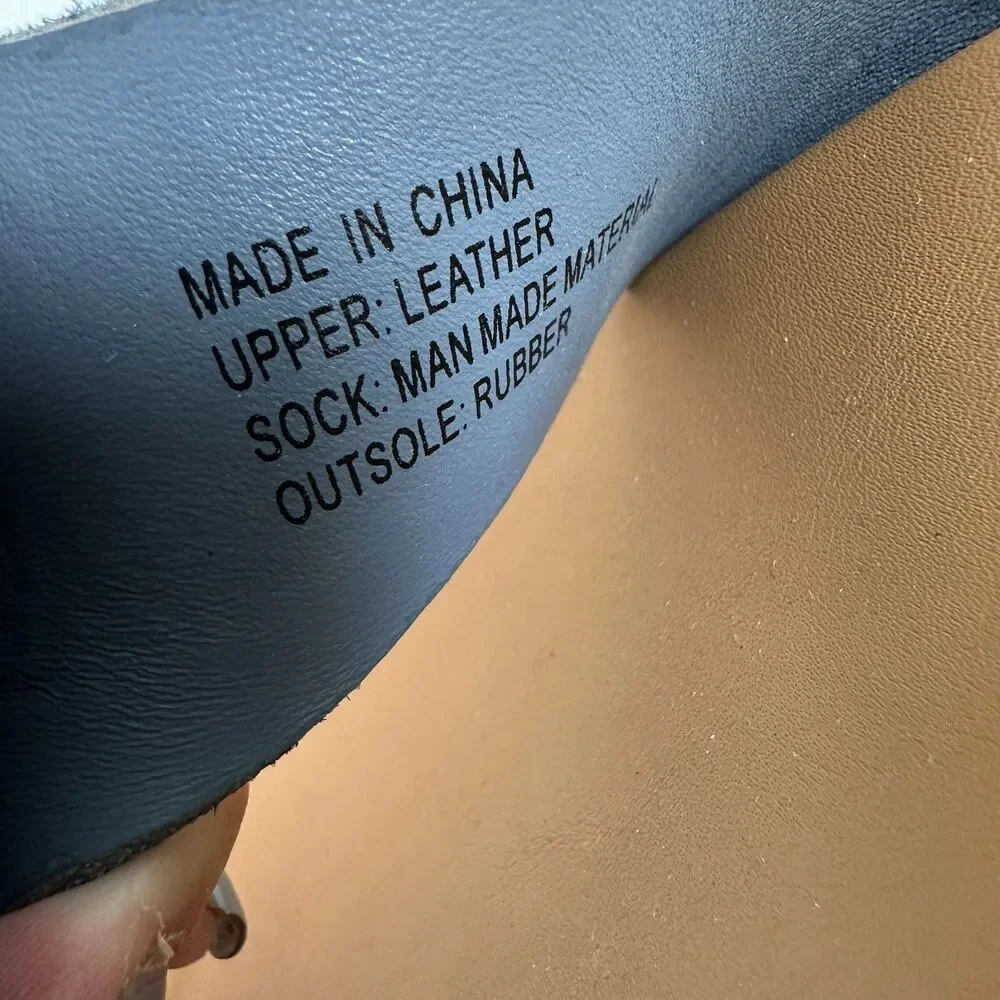 MADE IN CHINA
UPPER: LEATHER
SOCK: MAN MADE MATERIAL
OUTSOLE: RUBBER